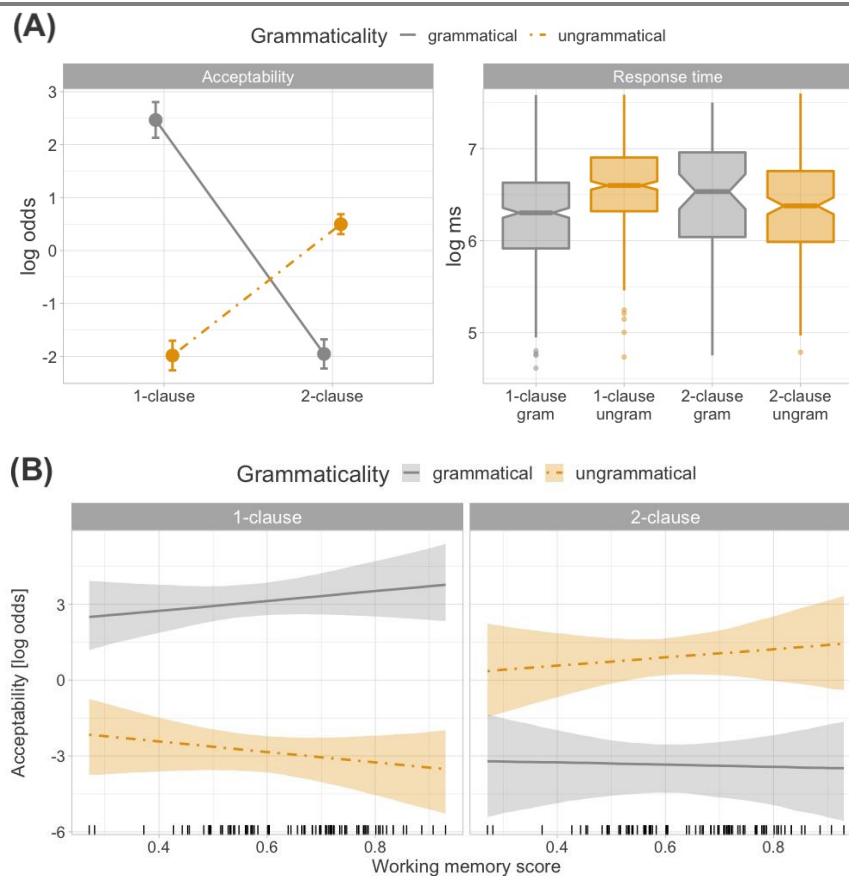 (A)
Grammaticality grammatical ungrammatical
Acceptability
log odds
3
2
1
0
-1
-2
1-clause 2-clause
Response time
log ms
7
6
5
1-clause gram
1-clause ungram
2-clause gram
2-clause ungram
(B)
Grammaticality grammatical ungrammatical
1-clause
2-clause
Acceptability [log odds]
3
0
-3
-6
0.4 0.6 0.8
0.4 0.6 0.8
Working memory score